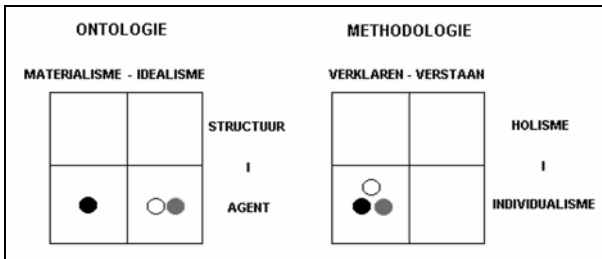 ONTOLOGIE
MATERIALISME - IDEALISME
STRUCTUUR
I
AGENT
METHODOLOGIE
VERKLAREN - VERSTAAN
HOLISME
I
INDIVIDUALISME